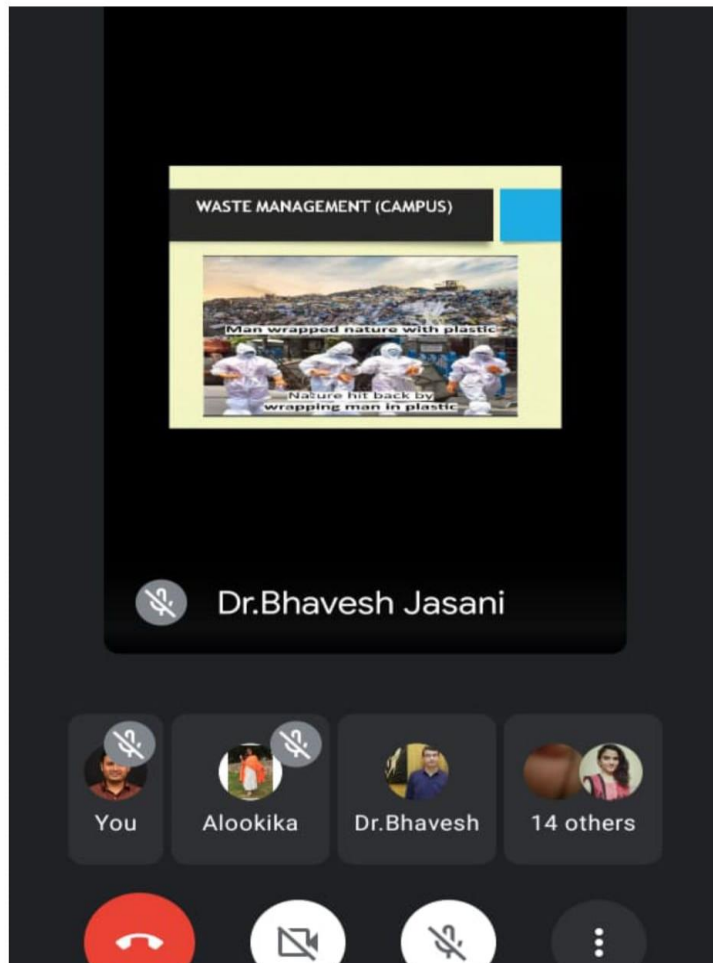 WASTE MANAGEMENT (CAMPUS)
Man wrapped nature with plastic
Nature hit back by
wrapping man in plastic
Dr.Bhavesh Jasani
You
Alookika
Dr.Bhavesh
14 others